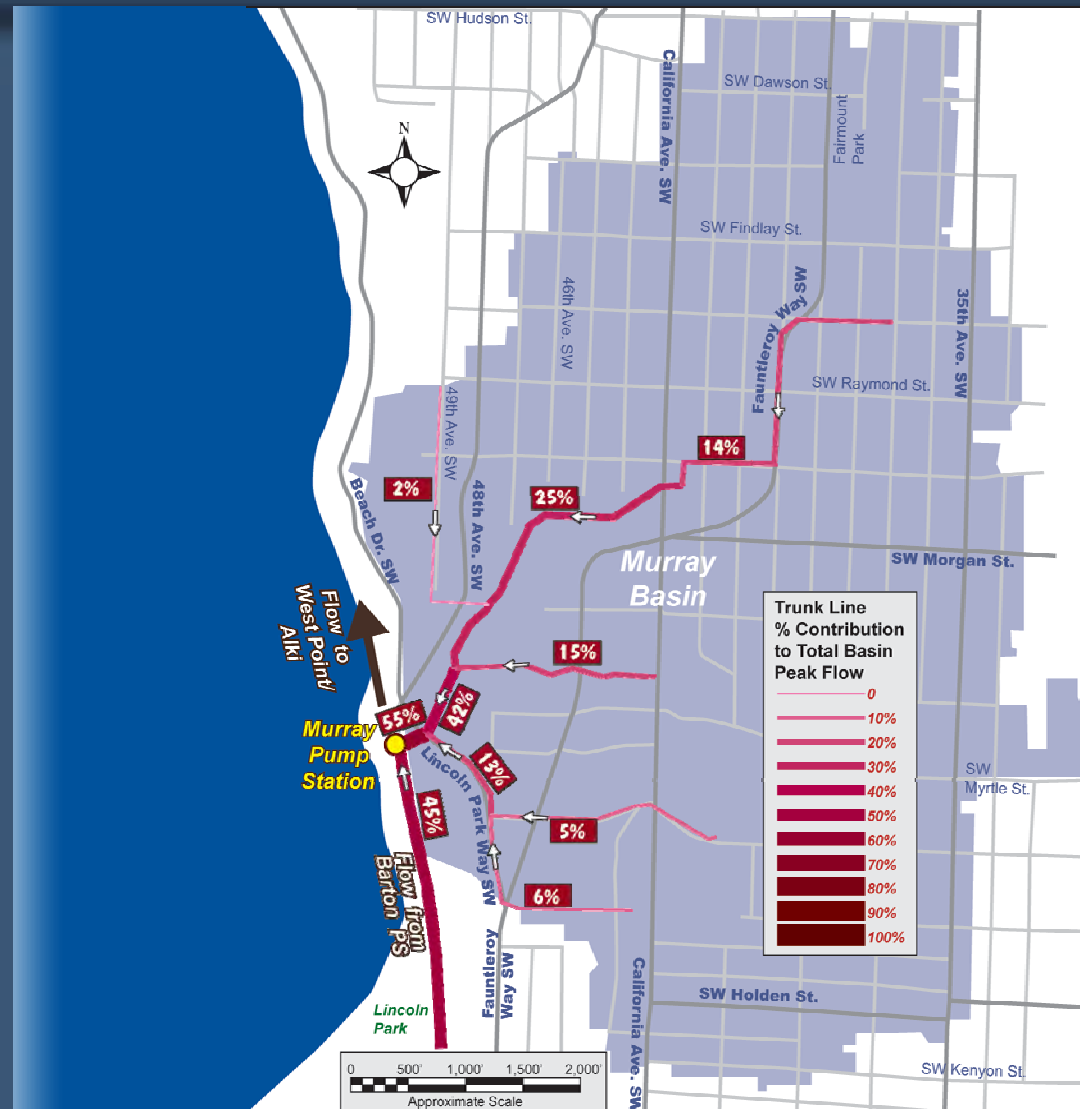 SW Hudson St.
California Ave. SW
SW Dawson St.
Fairmount
Park
N
SW Findlay St.
46th Ave. SW
Fauntleroy Way SW
35th Ave. SW
SW Raymond St.
49th Ave. SW
14%
2%
25%
Beach Dr. SW
48th Ave. SW
Murray
Basin
SW Morgan St.
Flow to
West Point/
Alki
Trunk Line
% Contribution
to Total Basin
Peak Flow
0
10%
20%
30%
40%
50%
60%
70%
80%
90%
100%
15%
42%
55%
Murray
Pump
Station
Lincoln Park Way SW
13%
SW
Myrtle St.
45%
5%
Flow from
Barton PS
6%
Fauntleroy
Way SW
California Ave. SW
SW Holden St.
Lincoln
Park
SW Kenyon St.
0 500' 1,000' 1,500' 2,000'
Approximate Scale